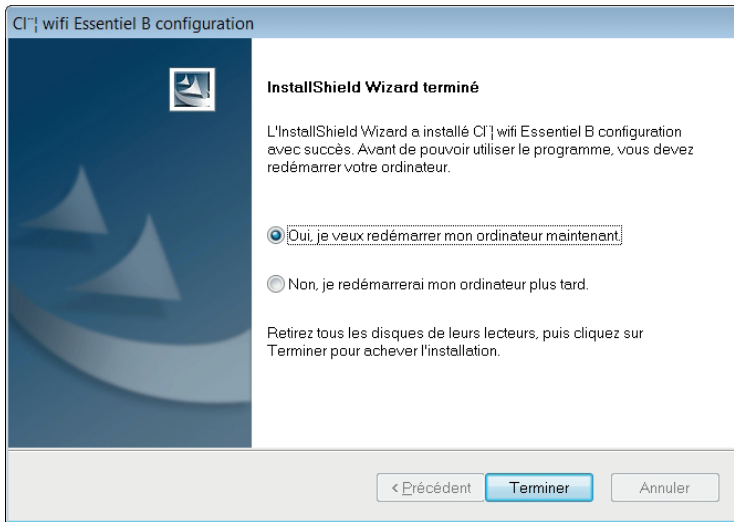 Cl¨¦ wifi Essentiel B configuration
InstallShield Wizard terminé
L'InstallShield Wizard a installé Cl¨¦ wifi Essentiel B configuration
avec succès. Avant de pouvoir utiliser le programme, vous devez
redémarrer votre ordinateur.
Oui, je veux redémarrer mon ordinateur maintenant.
Non, je redémarrerai mon ordinateur plus tard.
Retirez tous les disques de leurs lecteurs, puis cliquez sur
Terminer pour achever l'installation.
< Précédent
Terminer
Annuler